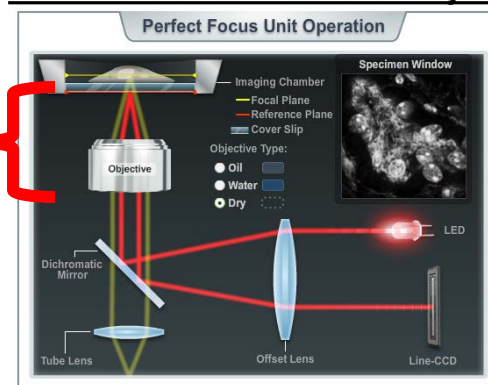 Perfect Focus Unit Operation
Specimen Window
Imaging Chamber
Focal Plane
Reference Plane
Cover Slip
Objective Type:
Oil
Water
Dry
Objective
LED
Dichromatic
Mirror
Tube Lens
Offset Lens
Line-CCD